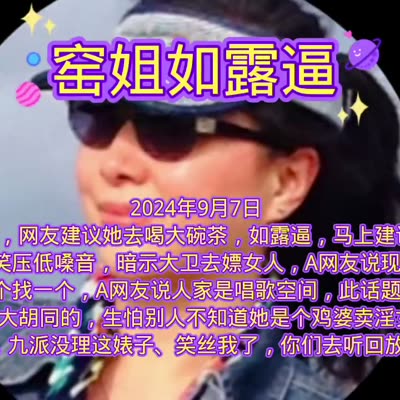 窑姐如露逼
2024年9月7日
，网友建议她去喝大碗茶，如露逼，马上建议
笑压低嗓音，暗示大卫去嫖女人，A网友说现
个找一个，A网友说人家是唱歌空间，此话题
大胡同的，生怕别人不知道她是个鸡婆卖淫女
九派没理这婊子、笑丝我了，你们去听回放